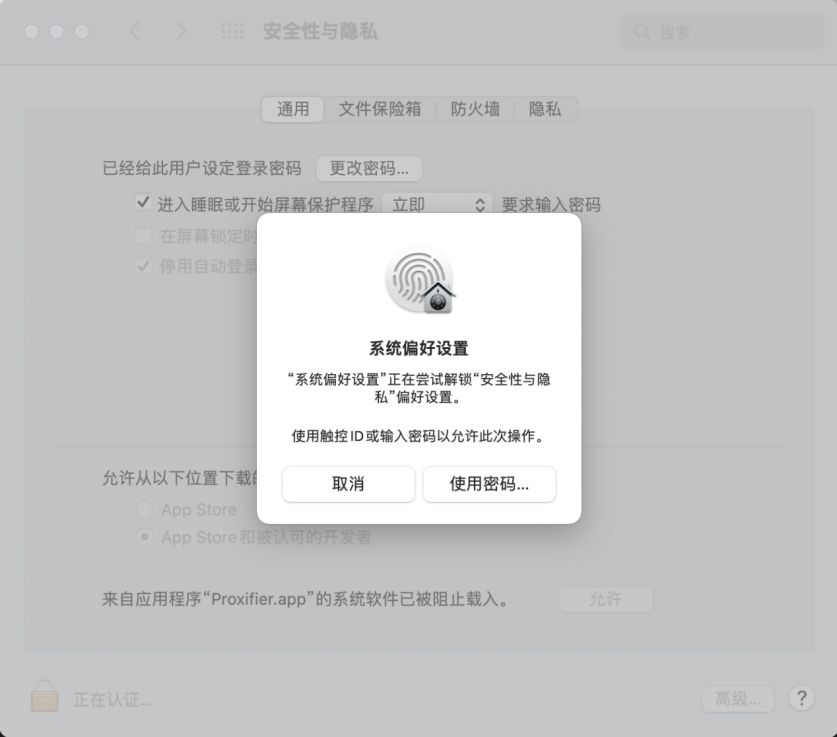 安全性与隐私
搜索
通用 文件保险箱 防火墙 隐私
已经给此用户设定登录密码 更改密码...
进入睡眠或开始屏幕保护程序 立即 要求输入密码
在屏幕锁定时
停用自动登录
系统偏好设置
“系统偏好设置”正在尝试解锁“安全性与隐
私”偏好设置。
使用触控ID或输入密码以允许此次操作。
取消 使用密码...
允许从以下位置下载的
App Store
App Store和被认可的开发者
来自应用程序“Proxifier.app”的系统软件已被阻止载入。 允许
正在认证...
高级... ?